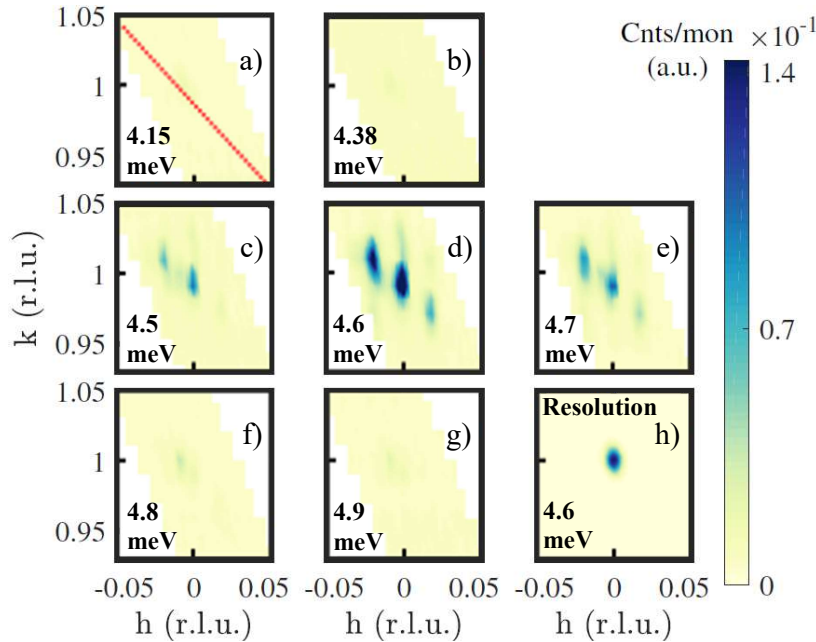 1.05
1
0.95
a)
4.15
meV
b)
4.38
meV
Cnts/mon
(a.u.)
×10⁻¹
1.4
0.7
0
k (r.l.u.)
1.05
1
0.95
c)
4.5
meV
d)
4.6
meV
e)
4.7
meV
1.05
1
0.95
f)
4.8
meV
g)
4.9
meV
Resolution
h)
4.6
meV
-0.05 0 0.05
-0.05 0 0.05
-0.05 0 0.05
h (r.l.u.)
h (r.l.u.)
h (r.l.u.)